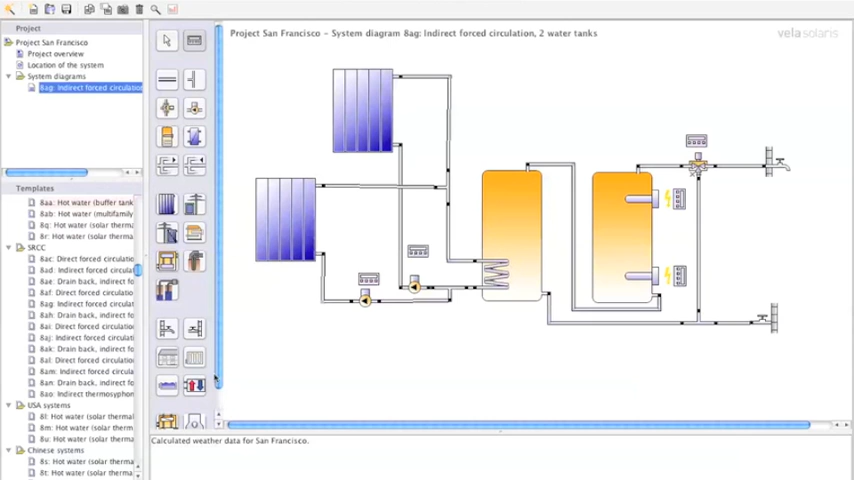 Project
Project San Francisco
Project overview
Location of the system
System diagrams
8ag: Indirect forced circulation
Templates
8aa: Hot water (buffer tank
8ab: Hot water (multifamily
8q: Hot water (solar therma
8r: Hot water (solar therma
SRCC
8ac: Direct forced circulatio
8ad: Indirect forced circula
8ae: Drain back, indirect fo
8af: Direct forced circulatio
8ag: Indirect forced circula
8ah: Drain back, indirect fo
8ai: Direct forced circulatio
8aj: Indirect forced circulat
8ak: Drain back, indirect fo
8al: Direct forced circulatio
8am: Indirect forced circula
8an: Drain back, indirect fo
8ao: Indirect thermosyphon
USA systems
8l: Hot water (solar therma
8m: Hot water (solar therm
8u: Hot water (solar therma
Chinese systems
8s: Hot water (solar therma
8t: Hot water (solar therma
Project San Francisco - System diagram 8ag: Indirect forced circulation, 2 water tanks
velasolaris
Calculated weather data for San Francisco.